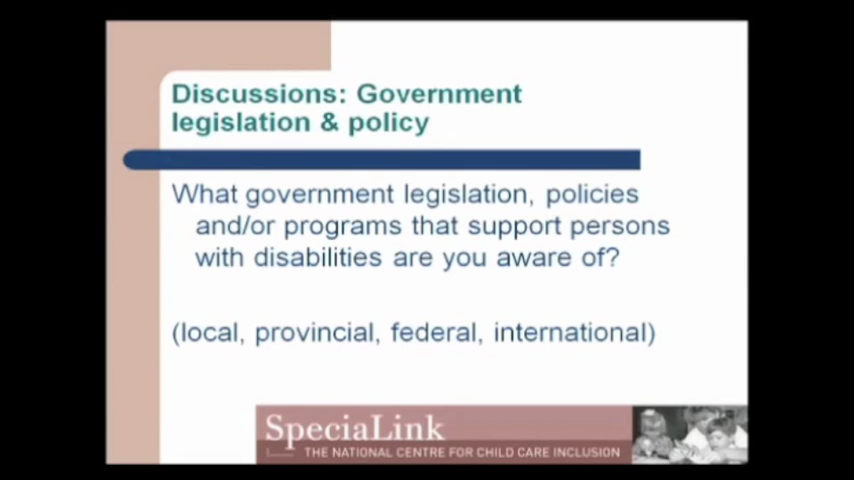 Discussions: Government
legislation & policy
What government legislation, policies
and/or programs that support persons
with disabilities are you aware of?
(local, provincial, federal, international)
SpeciaLink
THE NATIONAL CENTRE FOR CHILD CARE INCLUSION